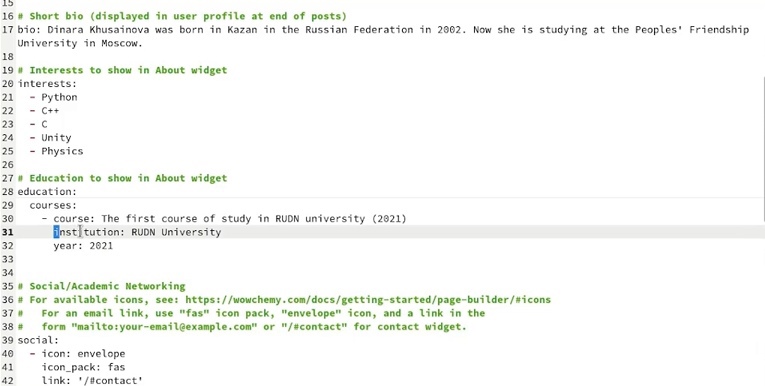 15
16 # Short bio (displayed in user profile at end of posts)
17 bio: Dinara Khusainova was born in Kazan in the Russian Federation in 2002. Now she is studying at the Peoples' Friendship
University in Moscow.
18
19 # Interests to show in About widget
20 interests:
21   - Python
22   - C++
23   - C
24   - Unity
25   - Physics
26
27 # Education to show in About widget
28 education:
29   courses:
30     - course: The first course of study in RUDN university (2021)
31       institution: RUDN University
32       year: 2021
33
34
35 # Social/Academic Networking
36 # For available icons, see: https://wowchemy.com/docs/getting-started/page-builder/#icons
37 #   For an email link, use "fas" icon pack, "envelope" icon, and a link in the
38 #   form "mailto:your-email@example.com" or "/#contact" for contact widget.
39 social:
40   - icon: envelope
41     icon_pack: fas
42     link: '/#contact'